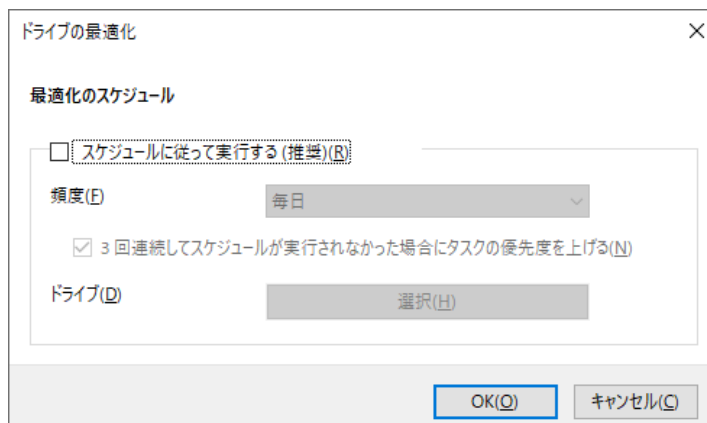 ドライブの最適化
最適化のスケジュール
スケジュールに従って実行する (推奨)(R)
頻度(F)
毎日
3 回連続してスケジュールが実行されなかった場合にタスクの優先度を上げる(N)
ドライブ(D)
選択(H)
OK(O)
キャンセル(C)